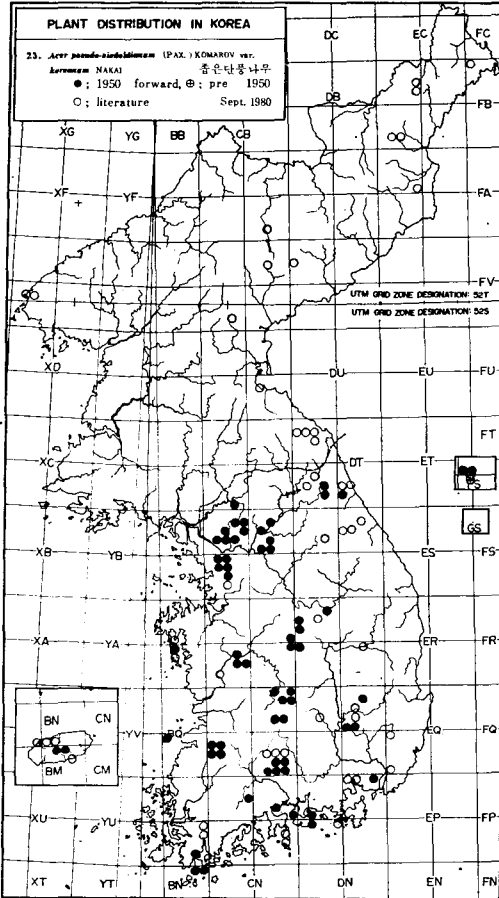 PLANT DISTRIBUTION IN KOREA
23. Acer pseudo-sieboldianum (PAX.) KOMAROV var.
koreanum NAKAI 좁은단풍나무
●; 1950 forward, ⊕; pre 1950
○; literature Sept. 1980
DC EC FC
DB FB
XG YG BB CB
XF YF FA
FV
UTM GRID ZONE DESIGNATION: 52T
UTM GRID ZONE DESIGNATION: 52S
XD DU EU FU
FT
XC DT ET FS
GS
XB YB ES FS
XA YA ER FR
BN CN
YV BQ EQ FQ
BM CM
XU YU EP FP
XT YT BN CN DN EN FN